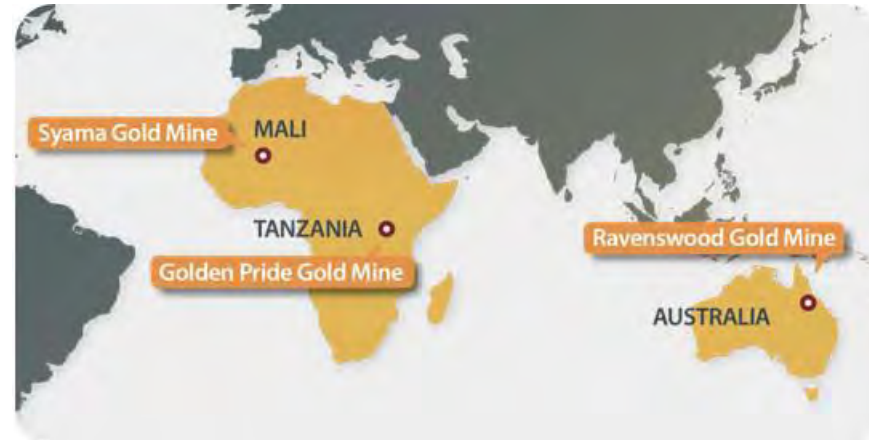 MALI
Syama Gold Mine
TANZANIA
Golden Pride Gold Mine
Ravenswood Gold Mine
AUSTRALIA